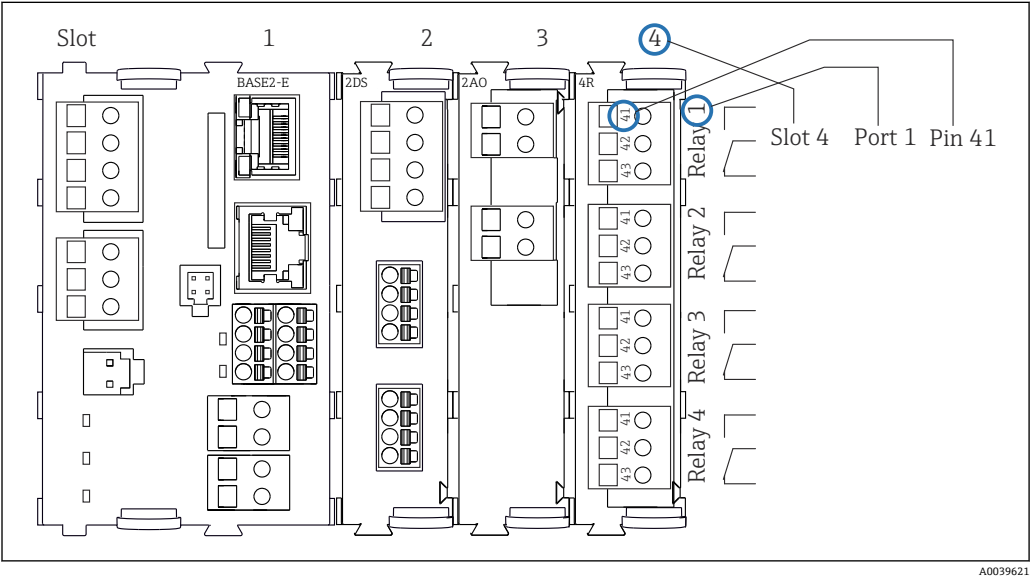 Slot 1 2 3 4
BASE2-E 2DS 2AO 4R
41
42
43
Relay 1
Slot 4 Port 1 Pin 41
41
42
43
Relay 2
41
42
43
Relay 3
41
42
43
Relay 4
A0039621